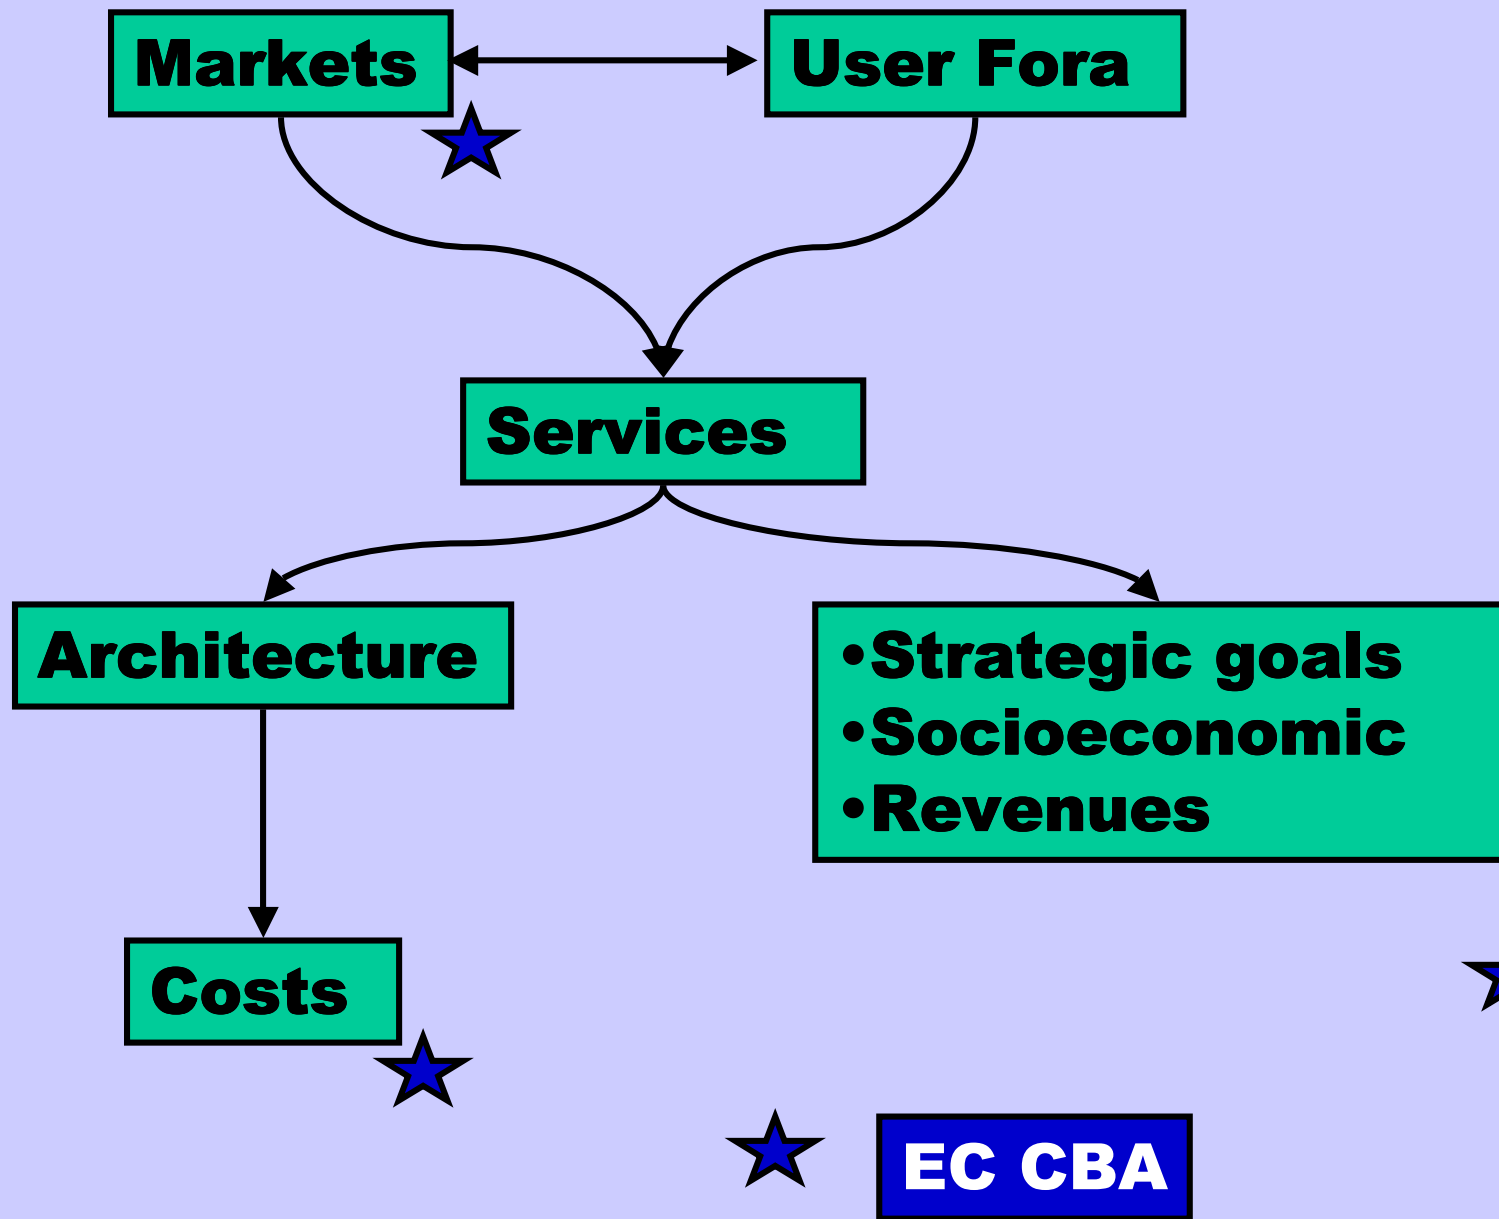 Markets
User Fora
Services
Architecture
•Strategic goals
•Socioeconomic
•Revenues
Costs
EC CBA